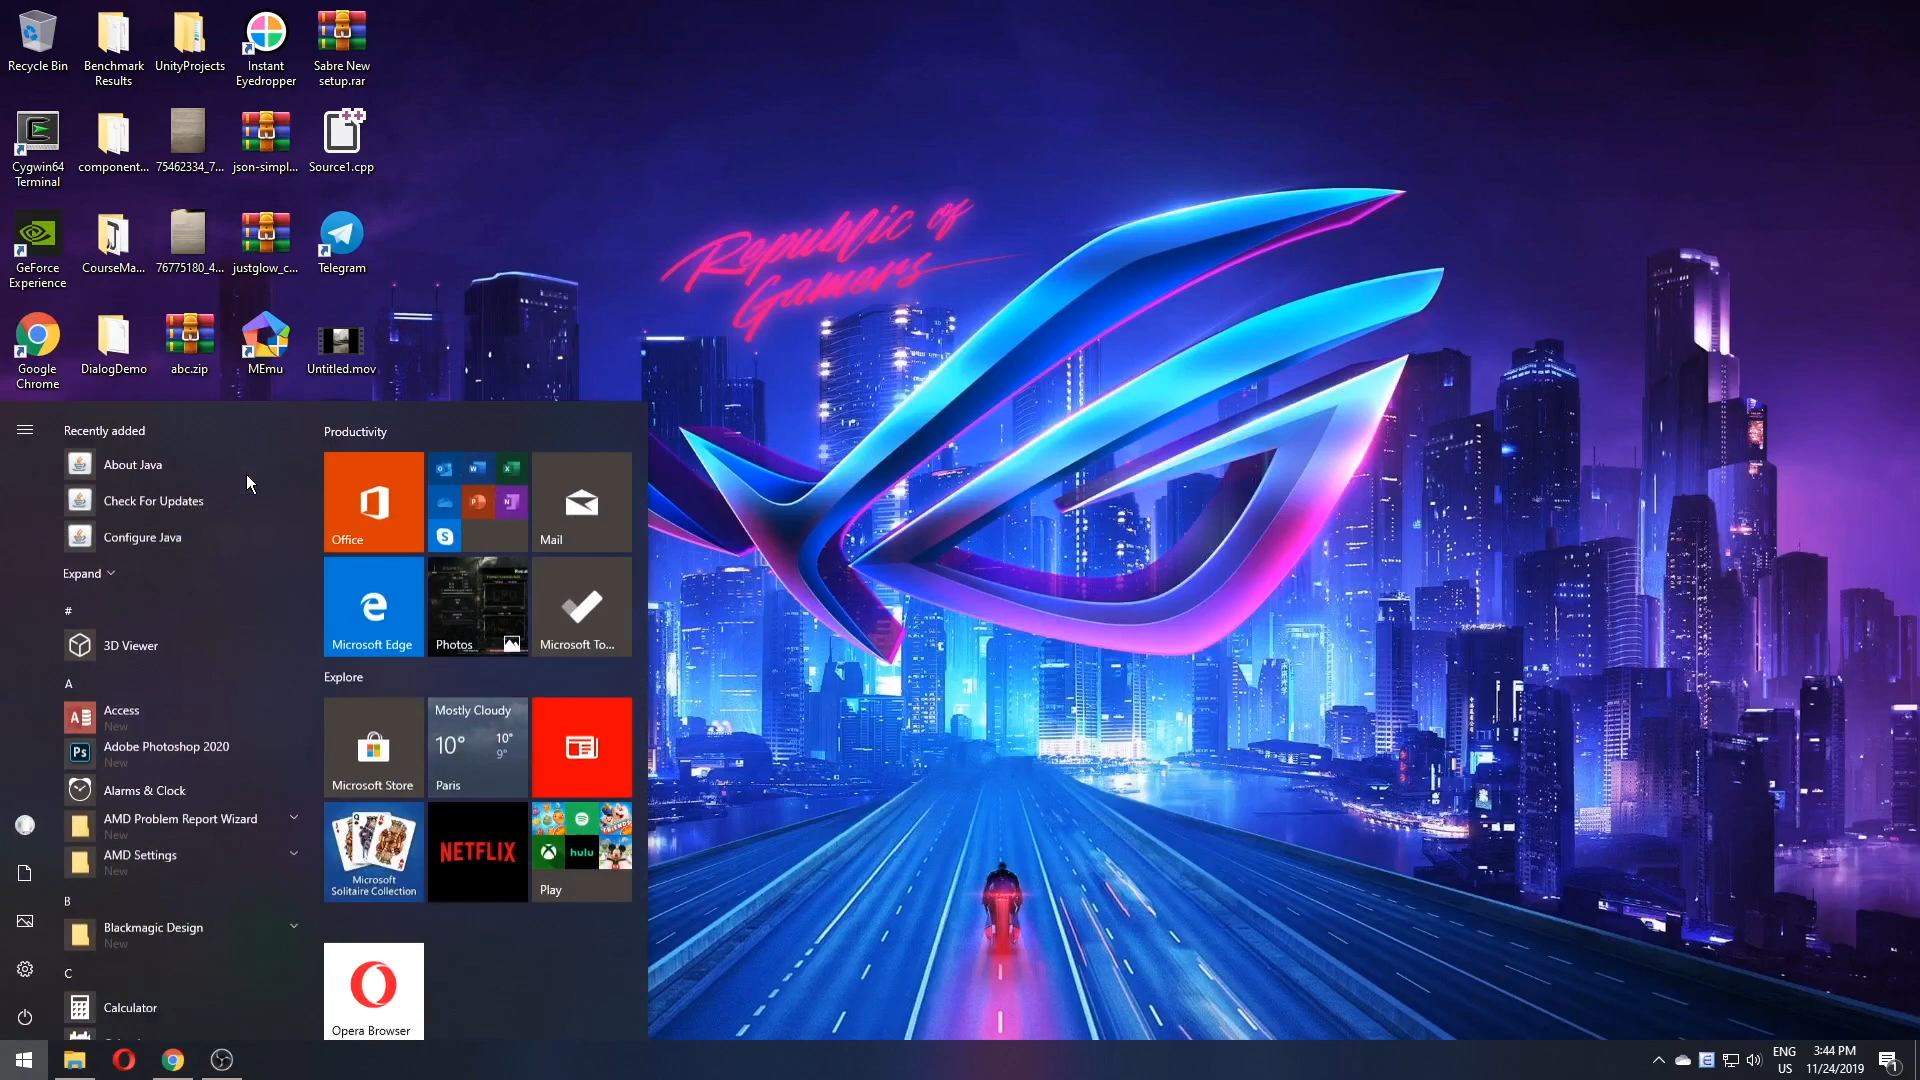 Recycle Bin
Benchmark
Results
UnityProjects
Instant
Eyedropper
Sabre New
setup.rar
Cygwin64
Terminal
component...
75462334_7...
json-simpl...
Source1.cpp
GeForce
Experience
CourseMa...
76775180_4...
justglow_c...
Telegram
Google
Chrome
DialogDemo
abc.zip
MEmu
Untitled.mov
Republic of
Gamers
Recently added
About Java
Check For Updates
Configure Java
Expand
#
3D Viewer
A
Access
New
Adobe Photoshop 2020
New
Alarms & Clock
AMD Problem Report Wizard
New
AMD Settings
New
B
Blackmagic Design
New
C
Calculator
Productivity
Office
Mail
Microsoft Edge
Photos
Microsoft To...
Explore
Microsoft Store
Mostly Cloudy
10°
10°
9°
Paris
Microsoft
Solitaire Collection
NETFLIX
hulu
Play
Opera Browser
ENG
US
3:44 PM
11/24/2019
1